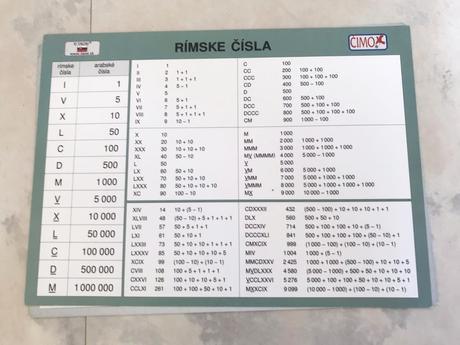 RÍMSKE ČÍSLA
ČIMO
rímske čísla
arabské čísla
I 1
V 5
X 10
L 50
C 100
D 500
M 1 000
V 5 000
X 10 000
L 50 000
C 100 000
D 500 000
M 1 000 000
I 1
II 2 1 + 1
III 3 1 + 1 + 1
IV 4 5 – 1
V 5
VI 6 5 + 1
VII 7 5 + 1 + 1
VIII 8 5 + 1 + 1 + 1
IX 9 10 – 1
C 100
CC 200 100 + 100
CCC 300 100 + 100 + 100
CD 400 500 – 100
D 500
DC 600 500 + 100
DCC 700 500 + 100 + 100
DCCC 800 500 + 100 + 100 + 100
CM 900 1 000 – 100
X 10
XX 20 10 + 10
XXX 30 10 + 10 + 10
XL 40 50 – 10
L 50
LX 60 50 + 10
LXX 70 50 + 10 + 10
LXXX 80 50 + 10 + 10 + 10
XC 90 100 – 10
M 1 000
MM 2 000 1 000 + 1 000
MMM 3 000 1 000 + 1 000 + 1 000
MV (MMMM) 4 000 5 000 – 1 000
V 5 000
VM 6 000 5 000 + 1 000
VMM 7 000 5 000 + 1 000 + 1 000
VMMM 8 000 5 000 + 1 000 + 1 000 + 1 000
MX 9 000 10 000 – 1 000
XIV 14 10 + (5 – 1)
XLVIII 48 (50 – 10) + 5 + 1 + 1 + 1
LVII 57 50 + 5 + 1 + 1
LXI 61 50 + 10 + 1
LXXIII 73 50 + 10 + 10 + 1 + 1 + 1
LXXXV 85 50 + 10 + 10 + 10 + 5
XCIX 99 (100 – 10) + (10 – 1)
CVIII 108 100 + 5 + 1 + 1 + 1
CXXVI 126 100 + 10 + 10 + 5 + 1
CCLXI 261 100 + 100 + 50 + 10 + 1
CDXXXII 432 (500 – 100) + 10 + 10 + 10 + 1 + 1
DLX 560 500 + 50 + 10
DCCXIV 714 500 + 100 + 100 + 10 + (5 – 1)
DCCCXLI 841 500 + 100 + 100 + 100 + (50 – 10) + 1
CMXCIX 999 (1 000 – 100) + (100 – 10) + (10 – 1)
MIV 1 004 1 000 + (5 – 1)
MMCDXXV 2 425 1 000 + 1 000 + (500 – 100) + 10 + 10 + 5
MVDLXXX 4 580 (5 000 – 1 000) + 500 + 50 + 10 + 10 + 10
VCCLXXVI 5 276 5 000 + 100 + 100 + 50 + 10 + 10 + 5 + 1
MXXCIX 9 099 (10 000 – 1 000) + (100 – 10) + (10 – 1)